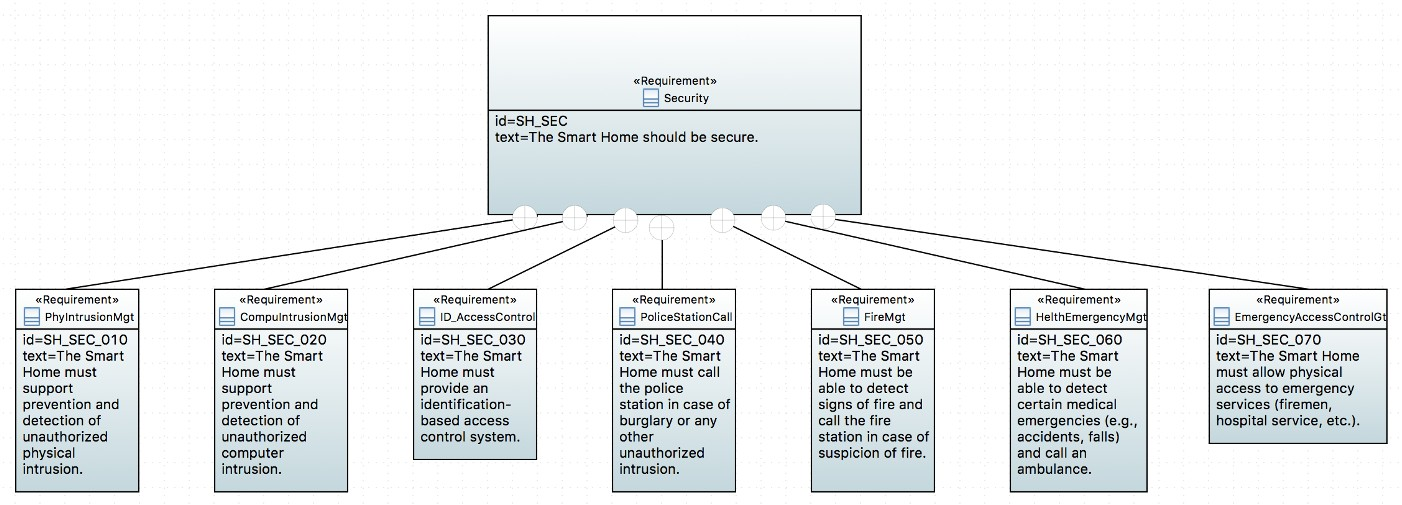 «Requirement»
Security
id=SH_SEC
text=The Smart Home should be secure.
«Requirement»
PhyIntrusionMgt
id=SH_SEC_010
text=The Smart
Home must
support
prevention and
detection of
unauthorized
physical
intrusion.
«Requirement»
CompuIntrusionMgt
id=SH_SEC_020
text=The Smart
Home must
support
prevention and
detection of
unauthorized
computer
intrusion.
«Requirement»
ID_AccessControl
id=SH_SEC_030
text=The Smart
Home must
provide an
identification-
based access
control system.
«Requirement»
PoliceStationCall
id=SH_SEC_040
text=The Smart
Home must call
the police
station in case of
burglary or any
other
unauthorized
intrusion.
«Requirement»
FireMgt
id=SH_SEC_050
text=The Smart
Home must be
able to detect
signs of fire and
call the fire
station in case of
suspicion of fire.
«Requirement»
HelthEmergencyMgt
id=SH_SEC_060
text=The Smart
Home must be
able to detect
certain medical
emergencies (e.g.,
accidents, falls)
and call an
ambulance.
«Requirement»
EmergencyAccessControlGt
id=SH_SEC_070
text=The Smart Home
must allow physical
access to emergency
services (firemen,
hospital service, etc.).